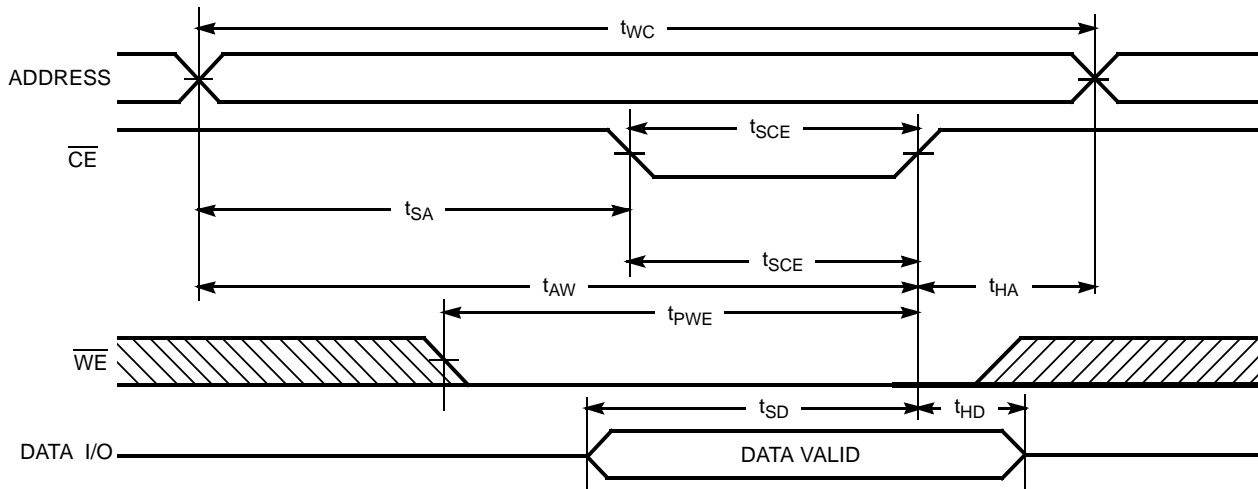 tWC
ADDRESS
tSCE
CE
tSA
tSCE
tAW
tHA
tPWE
WE
tSD
tHD
DATA I/O
DATA VALID